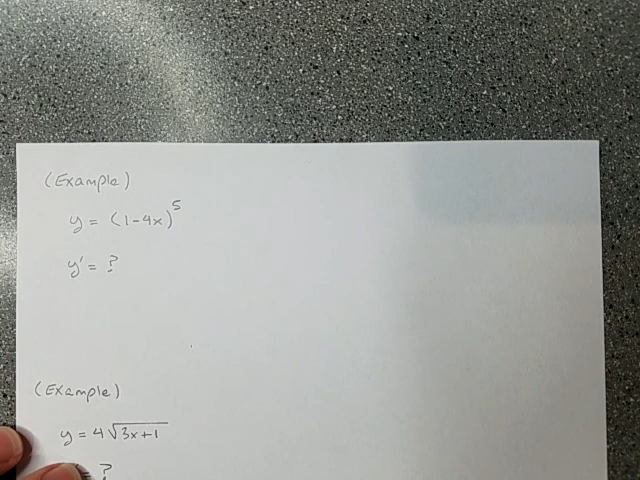 (Example)
y = (1-4x)⁵
y' = ?
(Example)
y = 4√(3x+1)
= ?